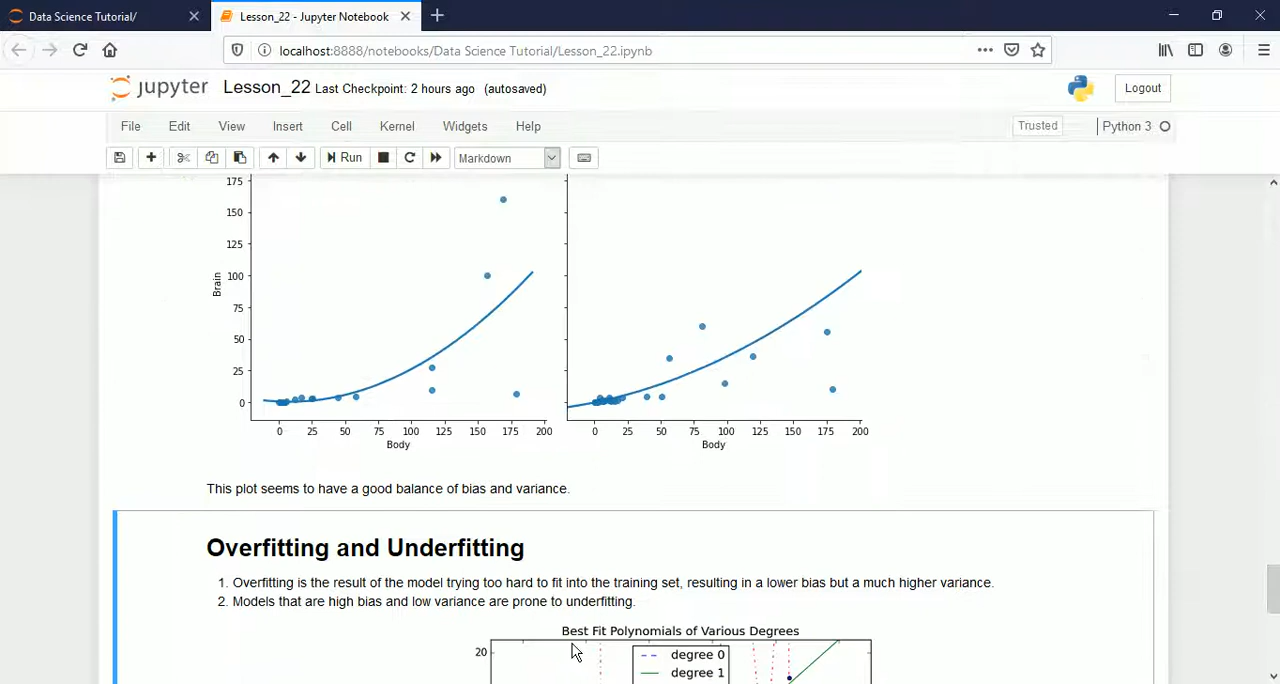 Data Science Tutorial/
Lesson_22 - Jupyter Notebook
localhost:8888/notebooks/Data Science Tutorial/Lesson_22.ipynb
jupyter Lesson_22 Last Checkpoint: 2 hours ago (autosaved)
Logout
File Edit View Insert Cell Kernel Widgets Help
Trusted
Python 3
Run
Markdown
175
150
125
100
75
50
25
0
Brain
0 25 50 75 100 125 150 175 200
Body
0 25 50 75 100 125 150 175 200
Body
This plot seems to have a good balance of bias and variance.
Overfitting and Underfitting
1. Overfitting is the result of the model trying too hard to fit into the training set, resulting in a lower bias but a much higher variance.
2. Models that are high bias and low variance are prone to underfitting.
Best Fit Polynomials of Various Degrees
20
degree 0
degree 1